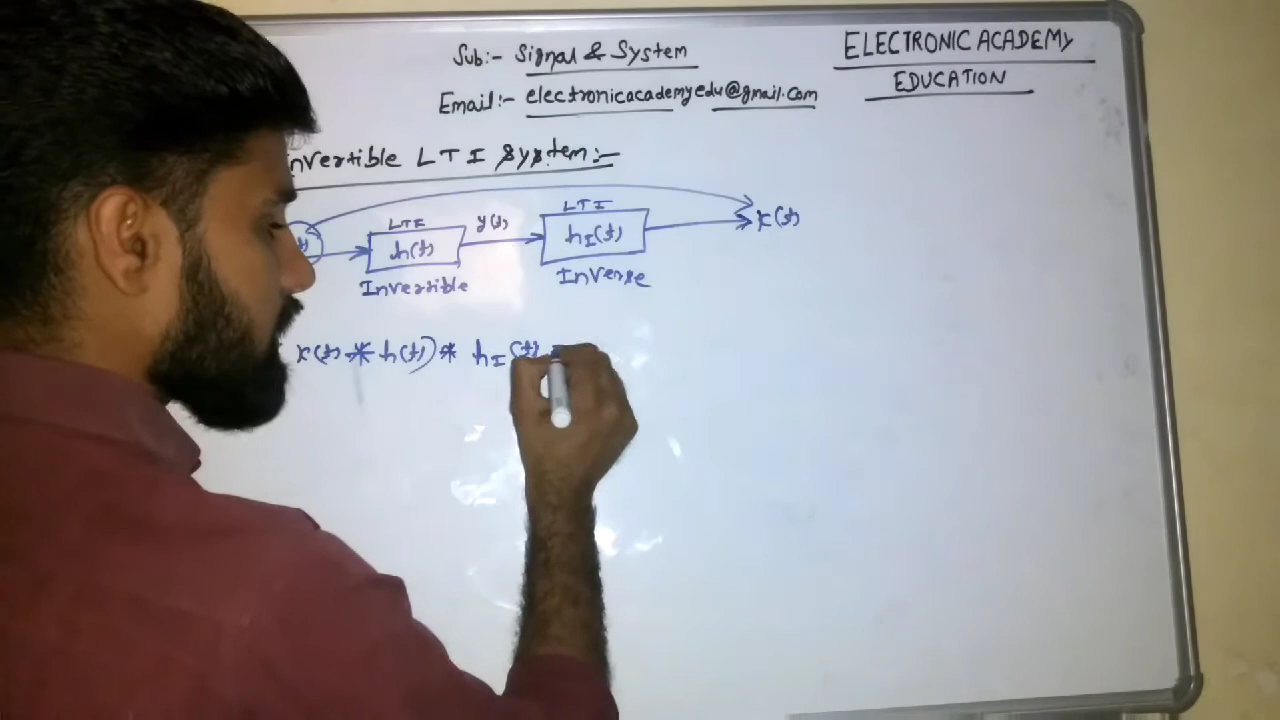 Sub:- Signal & System
Email:- electronicacademyedu@gmail.com
ELECTRONIC ACADEMY
EDUCATION
nvertible LTI System:-
LTI
h(t)
Invertible
y(t)
LTI
hI(t)
Inverse
x(t)
x(t) * h(t)) * hI(t) =